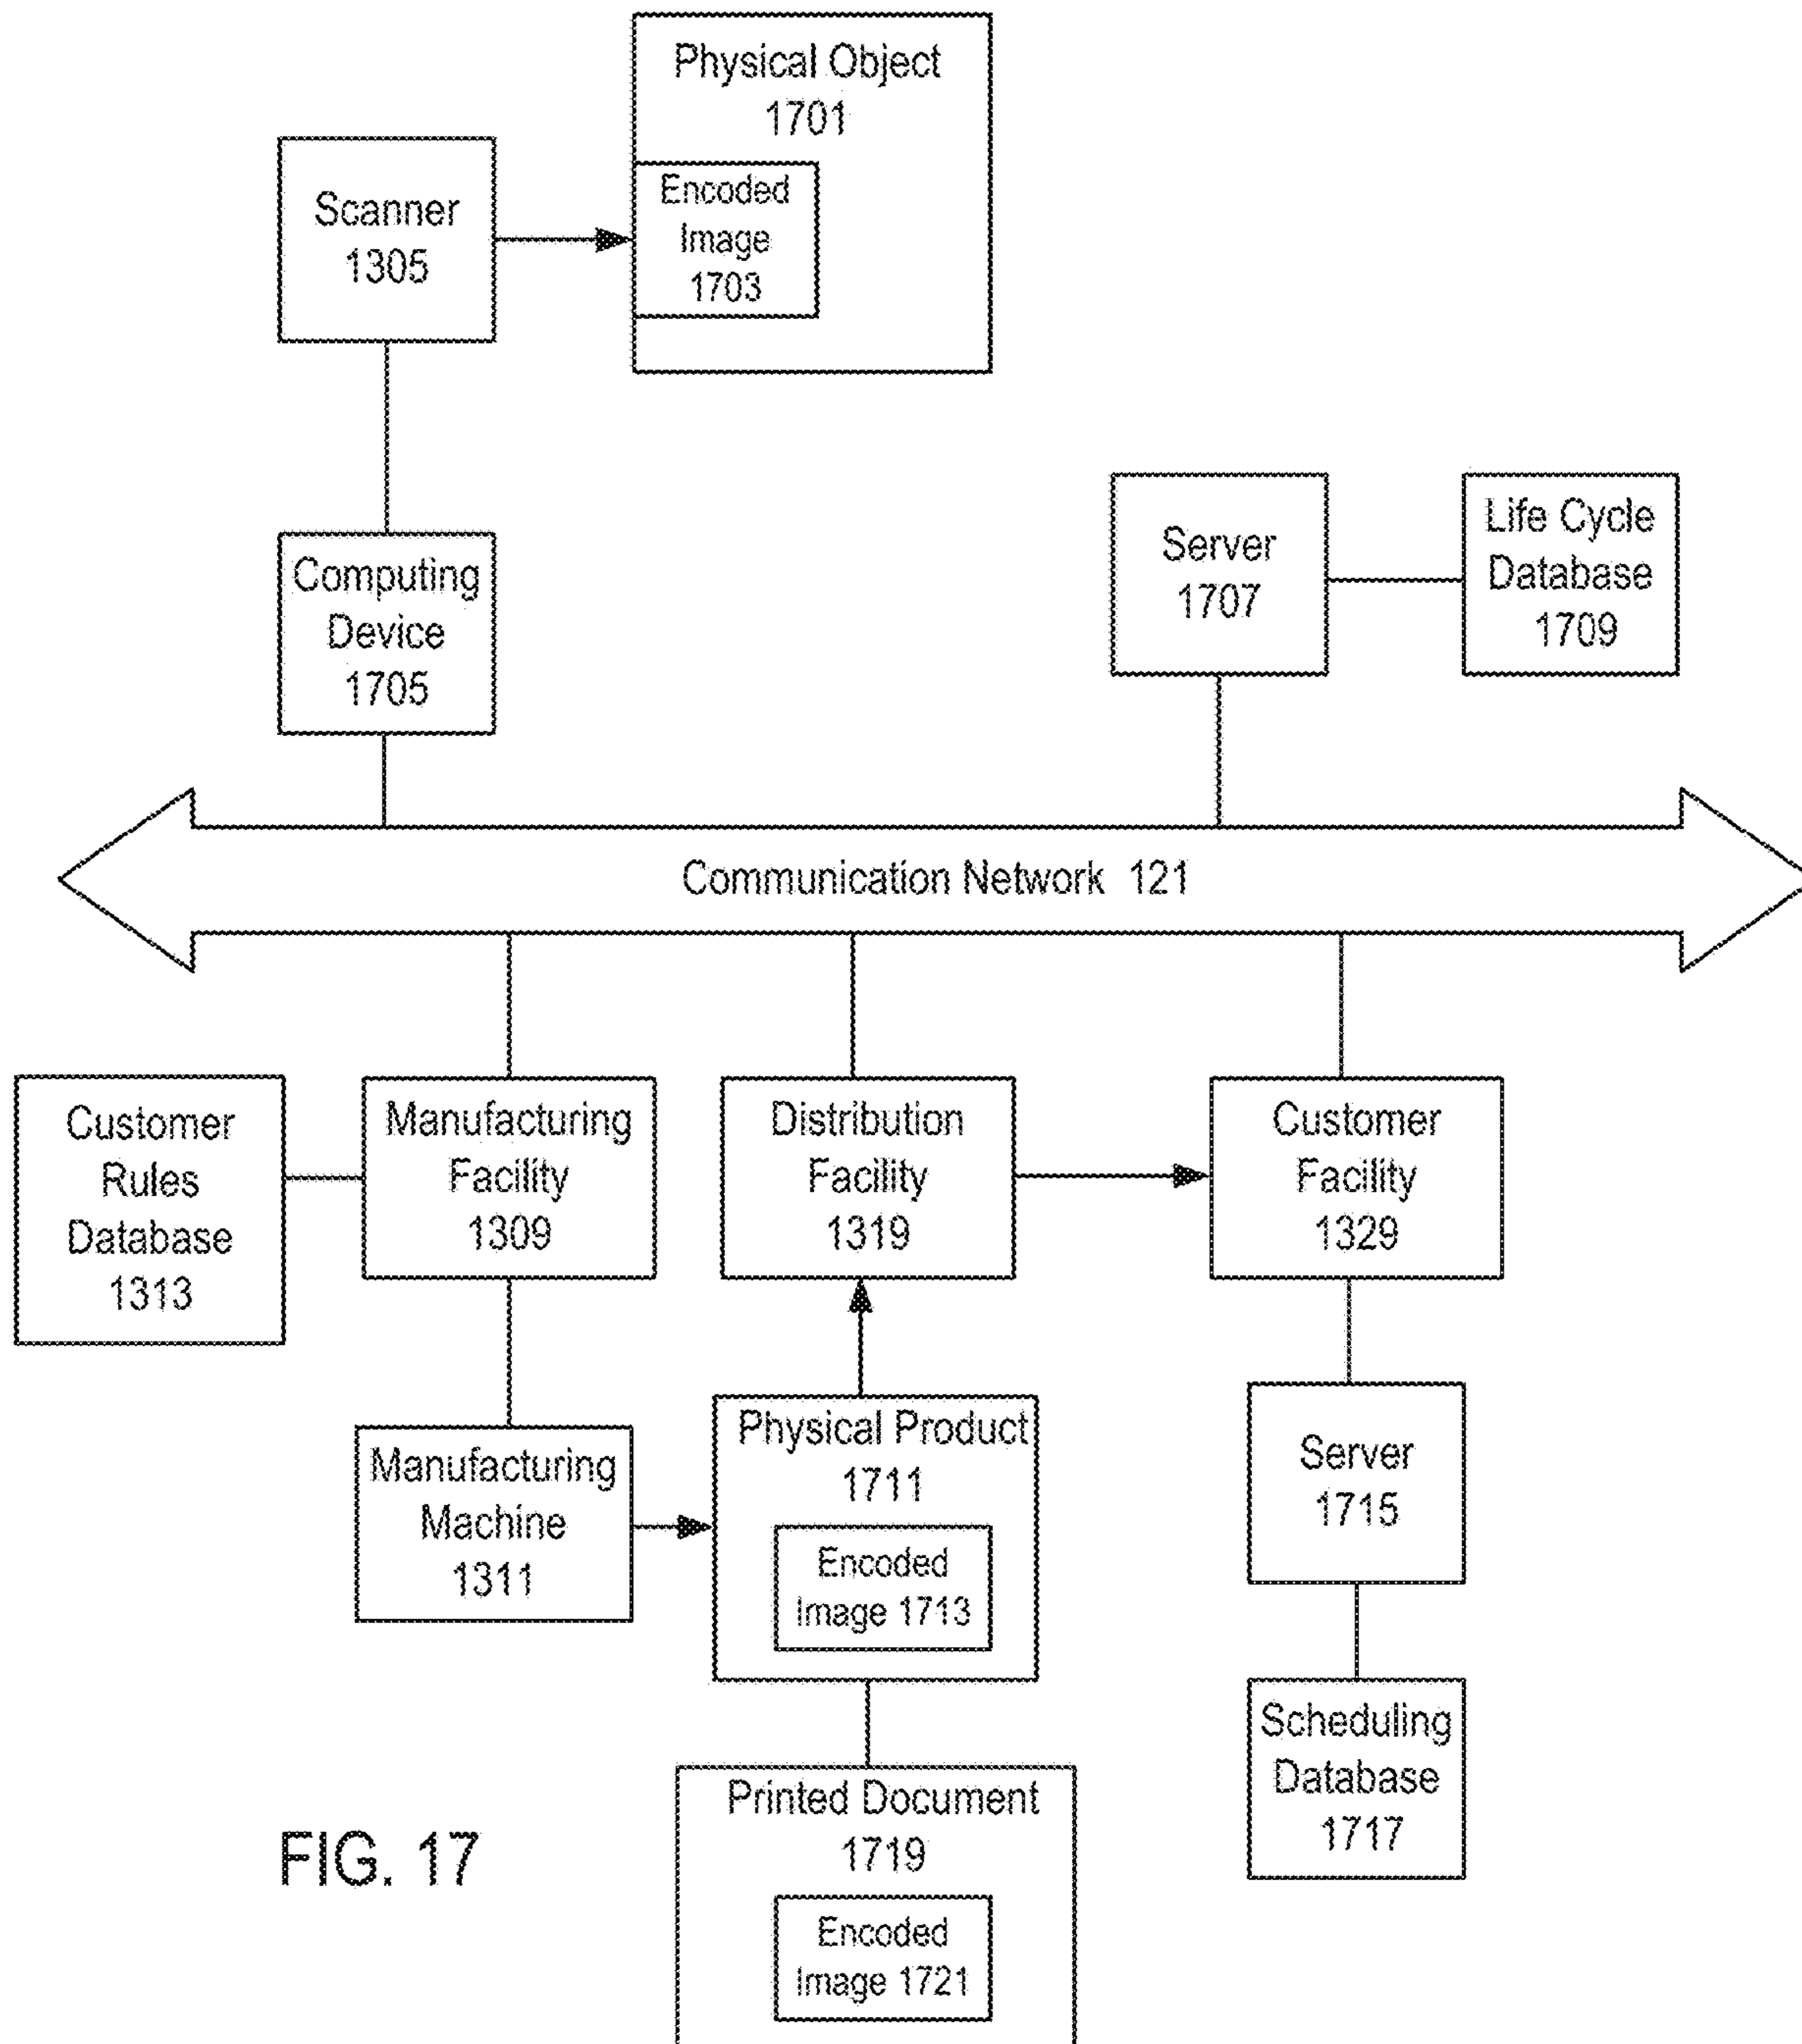 Physical Object
1701
Encoded
Image
1703
Scanner
1305
Computing
Device
1705
Server
1707
Life Cycle
Database
1709
Communication Network 121
Customer
Rules
Database
1313
Manufacturing
Facility
1309
Distribution
Facility
1319
Customer
Facility
1329
Manufacturing
Machine
1311
Physical Product
1711
Encoded
Image 1713
Server
1715
Scheduling
Database
1717
Printed Document
1719
Encoded
Image 1721
FIG. 17